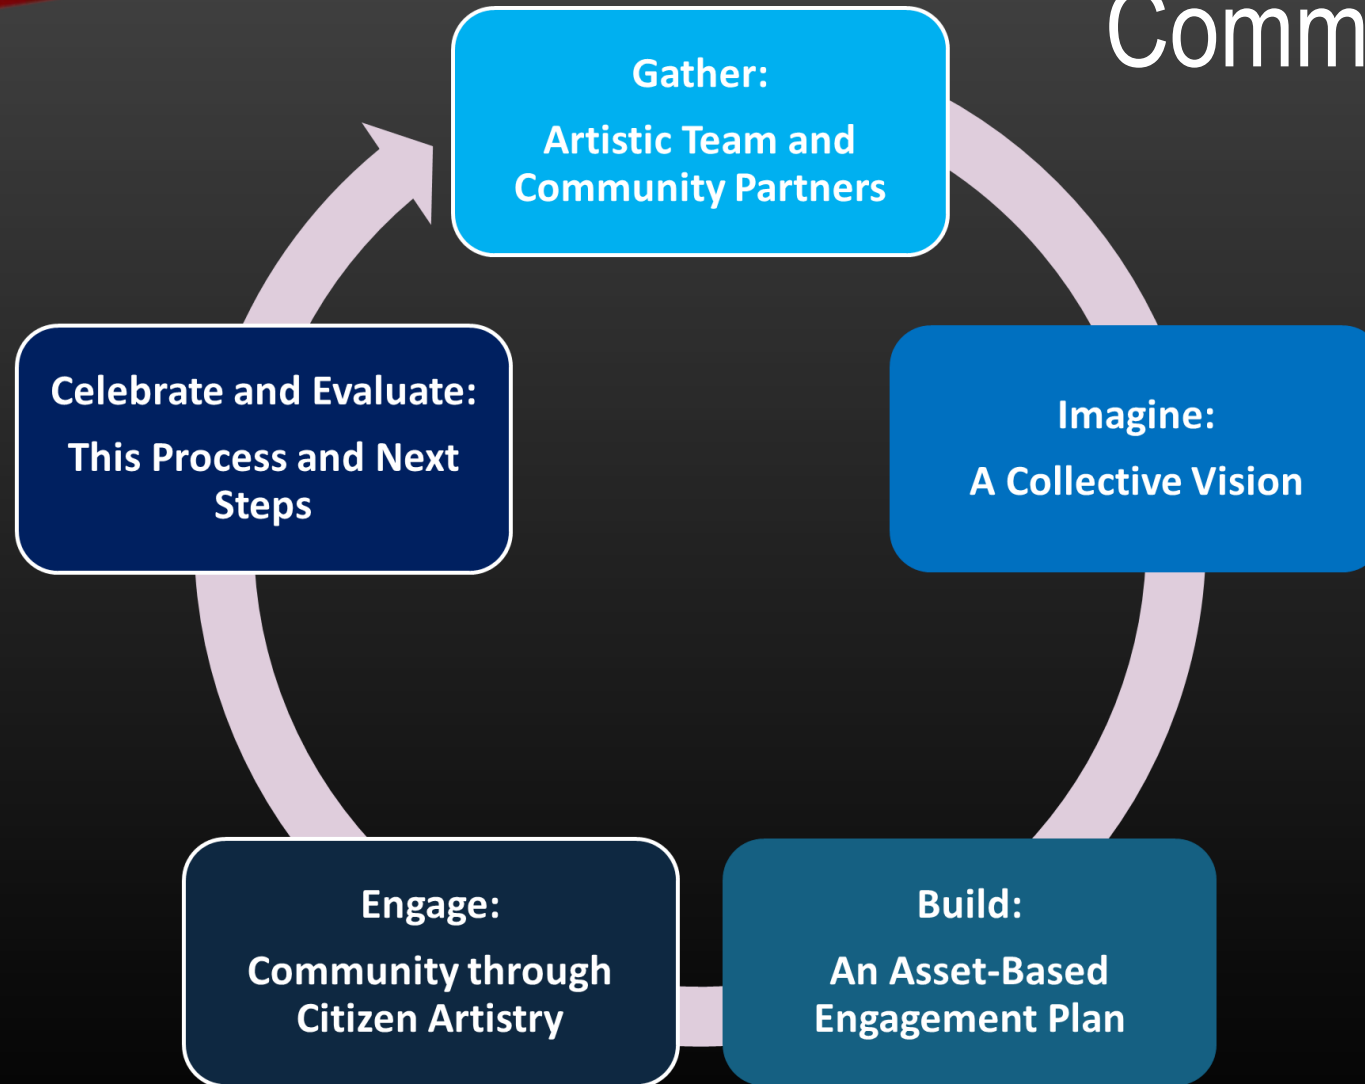 Gather:
Artistic Team and
Community Partners
Imagine:
A Collective Vision
Build:
An Asset-Based
Engagement Plan
Engage:
Community through
Citizen Artistry
Celebrate and Evaluate:
This Process and Next
Steps